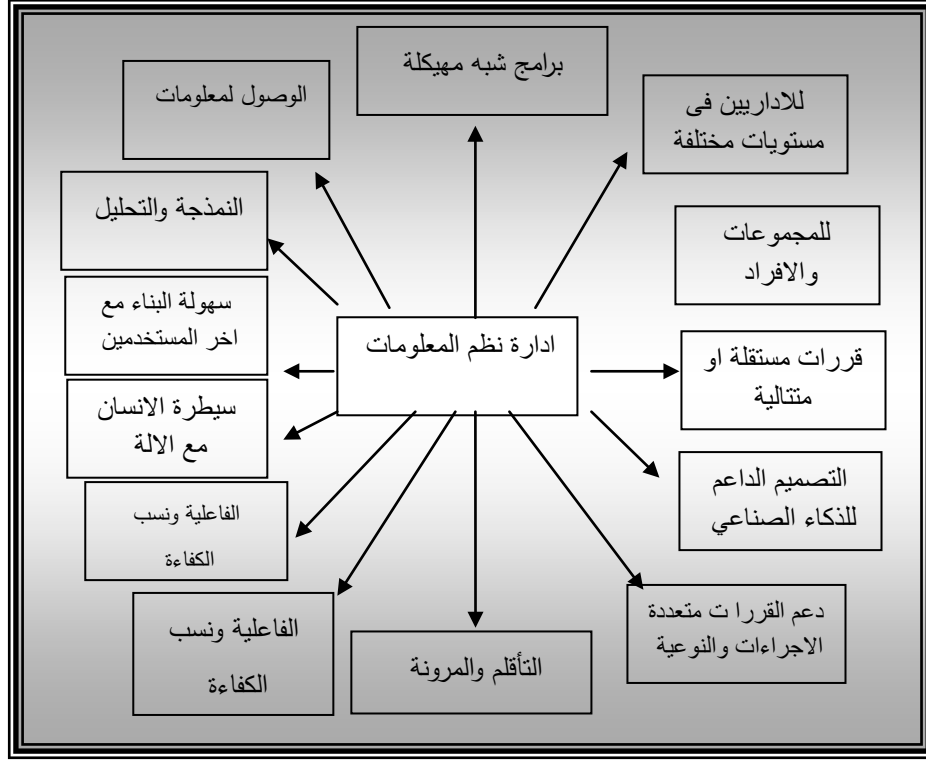 برامج شبه مهيكلة
للاداريين فى
مستويات مختلفة
الوصول لمعلومات
للمجموعات
والافراد
النمذجة والتحليل
سهولة البناء مع
اخر المستخدمين
ادارة نظم المعلومات
قررات مستقلة او
متتالية
سيطرة الانسان
مع الالة
التصميم الداعم
للذكاء الصناعي
الفاعلية ونسب
الكفاءة
دعم القررا ت متعددة
الاجراءات والنوعية
الفاعلية ونسب
الكفاءة
التأقلم والمرونة